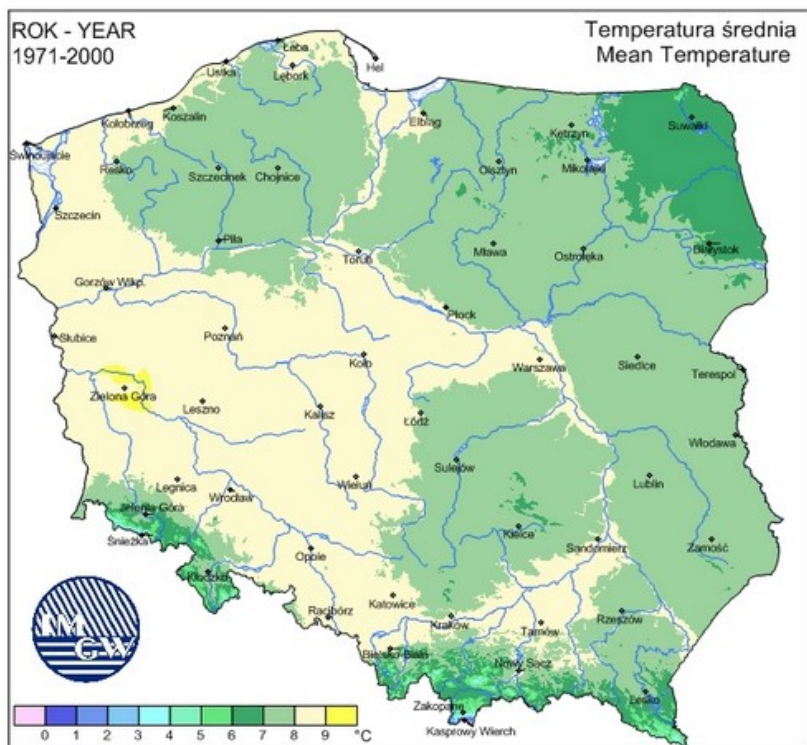 ROK - YEAR
1971-2000
Temperatura średnia
Mean Temperature
Łeba
Hel
Ustka
Lębork
Koszalin
Kołobrzeg
Elbląg
Kętrzyn
Suwałki
Świnoujście
Resko
Szczecinek
Chojnice
Olsztyn
Mikołajki
Szczecin
Piła
Toruń
Mława
Ostrołęka
Białystok
Gorzów Wlkp.
Płock
Słubice
Poznań
Koło
Warszawa
Siedlce
Terespol
Zielona Góra
Leszno
Kalisz
Łódź
Włodawa
Sulejów
Legnica
Wrocław
Wieluń
Lublin
Jelenia Góra
Śnieżka
Kielce
Sandomierz
Zamość
Opole
Kłodzko
Katowice
Racibórz
Kraków
Tarnów
Rzeszów
Bielsko-Biała
Nowy Sącz
Lesko
Zakopane
Kasprowy Wierch
IM
GW
0 1 2 3 4 5 6 7 8 9 °C